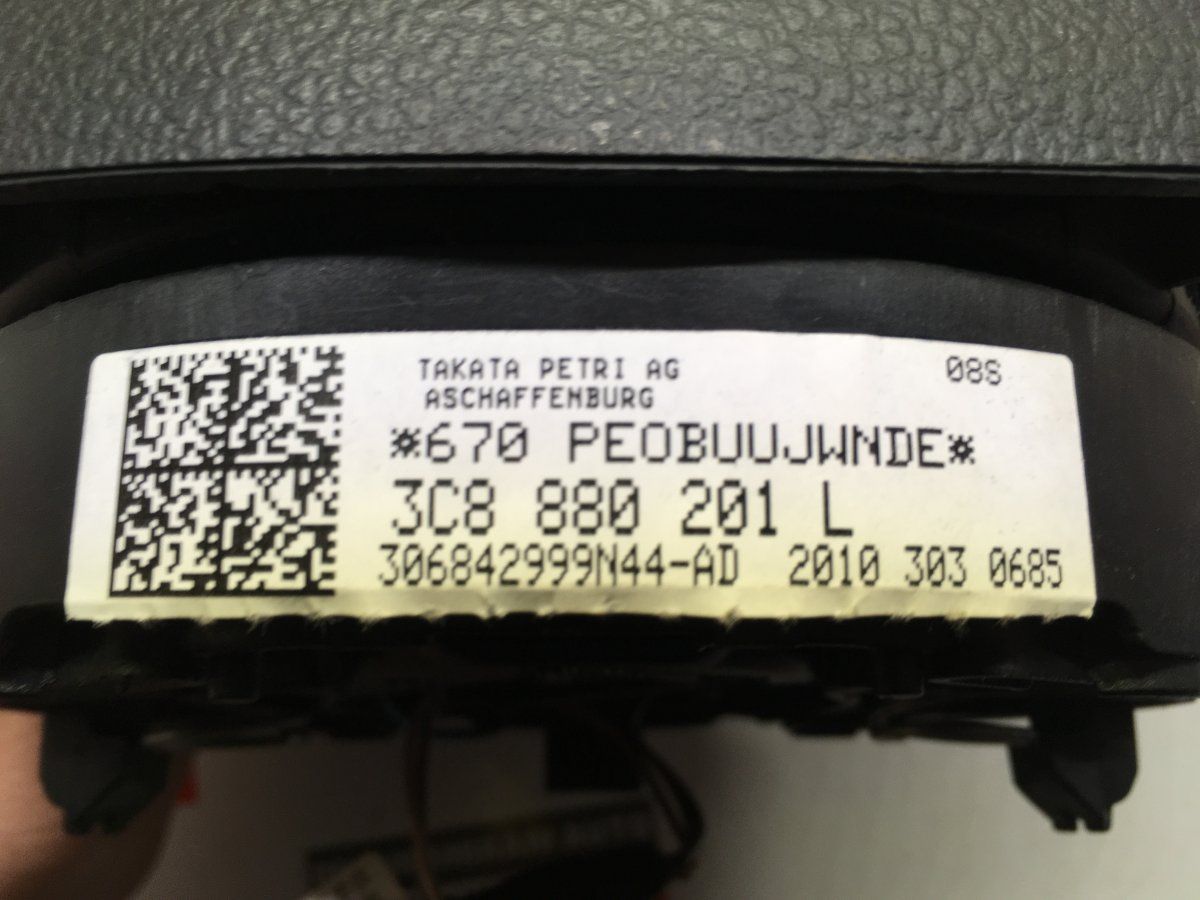 TAKATA PETRI AG
08S
ASCHAFFENBURG
*670 PEOBUUJWNDE*
3C8 880 201 L
306842999N44-AD 2010 303 0685